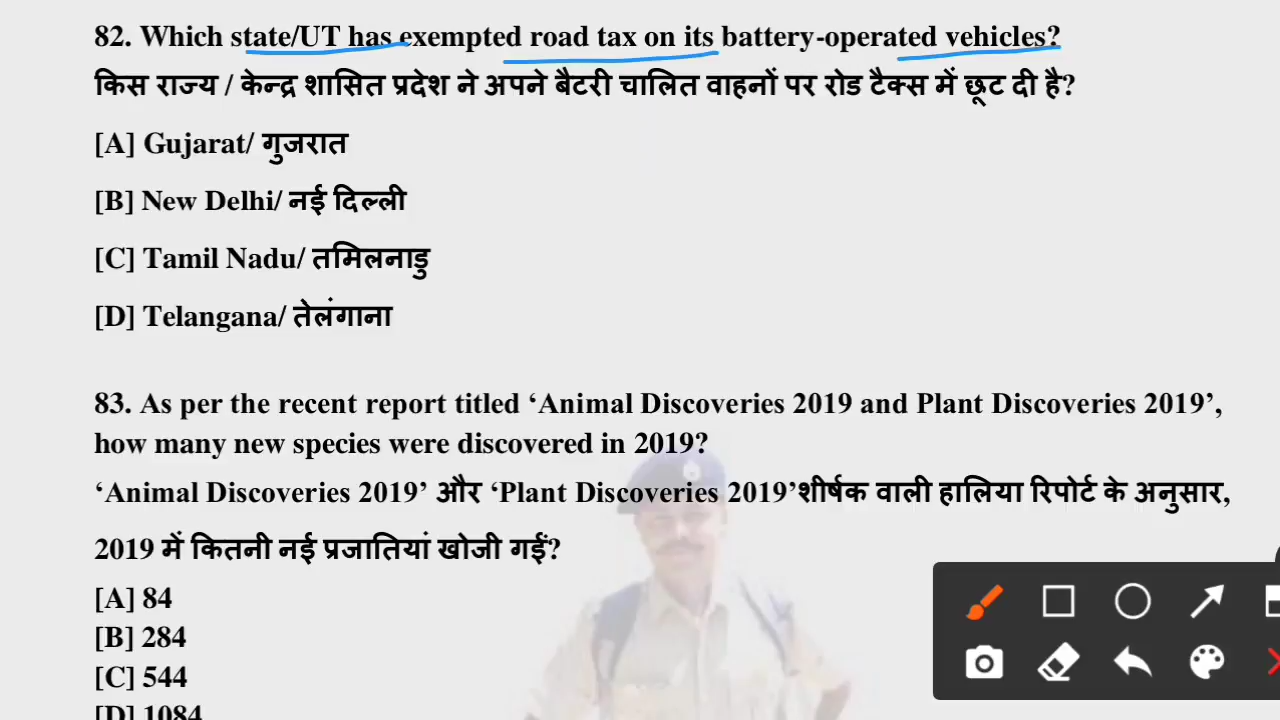 82. Which state/UT has exempted road tax on its battery-operated vehicles?
किस राज्य / केन्द्र शासित प्रदेश ने अपने बैटरी चालित वाहनों पर रोड टैक्स में छूट दी है?
[A] Gujarat/ गुजरात
[B] New Delhi/ नई दिल्ली
[C] Tamil Nadu/ तमिलनाडु
[D] Telangana/ तेलंगाना
83. As per the recent report titled ‘Animal Discoveries 2019 and Plant Discoveries 2019’,
how many new species were discovered in 2019?
‘Animal Discoveries 2019’ और ‘Plant Discoveries 2019’शीर्षक वाली हालिया रिपोर्ट के अनुसार,
2019 में कितनी नई प्रजातियां खोजी गईं?
[A] 84
[B] 284
[C] 544
[D] 1084